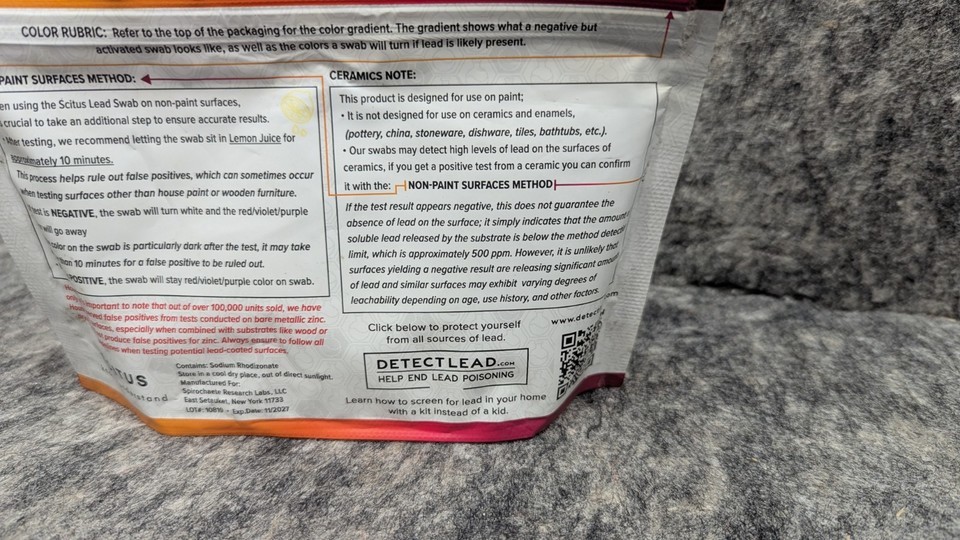 COLOR RUBRIC: Refer to the top of the packaging for the color gradient. The gradient shows what a negative but
activated swab looks like, as well as the colors a swab will turn if lead is likely present.
PAINT SURFACES METHOD:
en using the Scitus Lead Swab on non-paint surfaces,
crucial to take an additional step to ensure accurate results.
After testing, we recommend letting the swab sit in Lemon Juice for
approximately 10 minutes.
This process helps rule out false positives, which can sometimes occur
when testing surfaces other than house paint or wooden furniture.
test is NEGATIVE, the swab will turn white and the red/violet/purple
will go away
color on the swab is particularly dark after the test, it may take
than 10 minutes for a false positive to be ruled out.
POSITIVE, the swab will stay red/violet/purple color on swab.
important to note that out of over 100,000 units sold, we have
false positives from tests conducted on bare metallic zinc.
especially when combined with substrates like wood or
produce false positives for zinc. Always ensure to follow all
when testing potential lead-coated surfaces.
Contains: Sodium Rhodizonate
Store in a cool dry place, out of direct sunlight.
Manufactured For:
Spirochaete Research Labs, LLC
East Setauket, New York 11733
LOT#: 10819 - Exp.Date: 11/2027
CERAMICS NOTE:
This product is designed for use on paint;
• It is not designed for use on ceramics and enamels,
(pottery, china, stoneware, dishware, tiles, bathtubs, etc.).
• Our swabs may detect high levels of lead on the surfaces of
ceramics, if you get a positive test from a ceramic you can confirm
it with the: NON-PAINT SURFACES METHOD
If the test result appears negative, this does not guarantee the
absence of lead on the surface; it simply indicates that the amount
soluble lead released by the substrate is below the method detec
limit, which is approximately 500 ppm. However, it is unlikely that
surfaces yielding a negative result are releasing significant amou
of lead and similar surfaces may exhibit varying degrees of
leachability depending on age, use history, and other factors.
Click below to protect yourself
from all sources of lead.
DETECTLEAD.COM
HELP END LEAD POISONING
www.detect
Learn how to screen for lead in your home
with a kit instead of a kid.